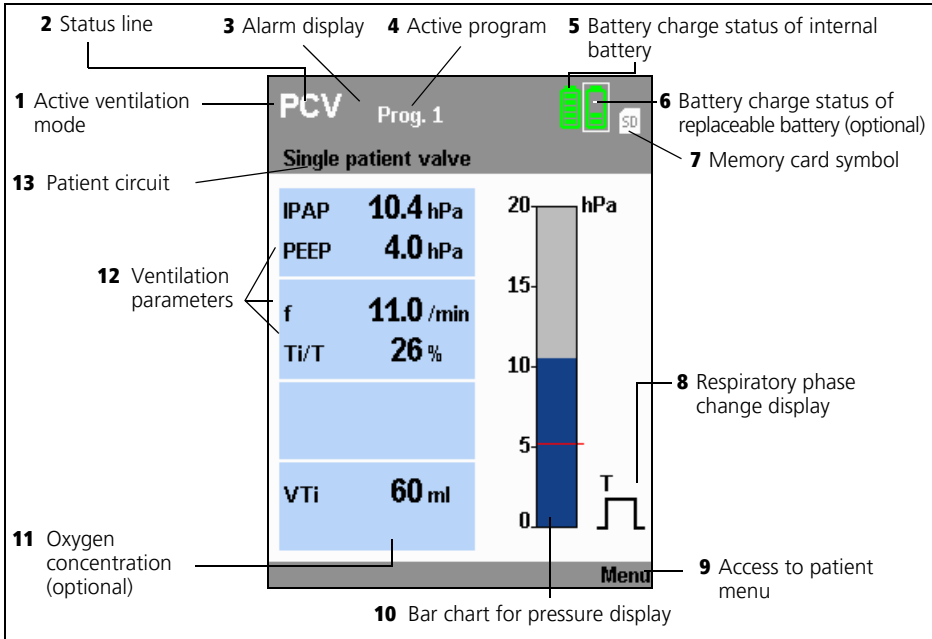 2 Status line
3 Alarm display
4 Active program
5 Battery charge status of internal
battery
1 Active ventilation
mode
PCV
Prog. 1
SD
6 Battery charge status of
replaceable battery (optional)
7 Memory card symbol
Single patient valve
13 Patient circuit
IPAP 10.4 hPa
PEEP 4.0 hPa
12 Ventilation
parameters
f 11.0 /min
Ti/T 26 %
VTi 60 ml
20 hPa
15
10
5
0
8 Respiratory phase
change display
T
11 Oxygen
concentration
(optional)
Menu
9 Access to patient
menu
10 Bar chart for pressure display